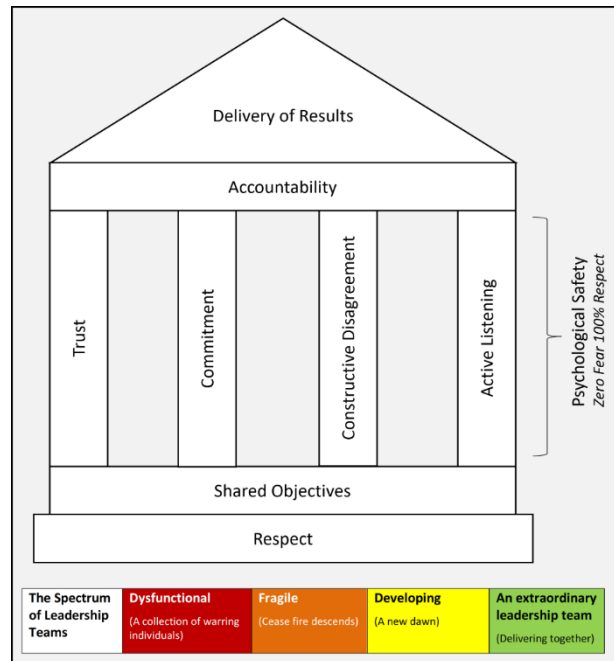 Delivery of Results
Accountability
Trust
Commitment
Constructive Disagreement
Active Listening
Psychological Safety
Zero Fear 100% Respect
Shared Objectives
Respect
The Spectrum
of Leadership
Teams
Dysfunctional
(A collection of warring
individuals)
Fragile
(Cease fire descends)
Developing
(A new dawn)
An extraordinary
leadership team
(Delivering together)